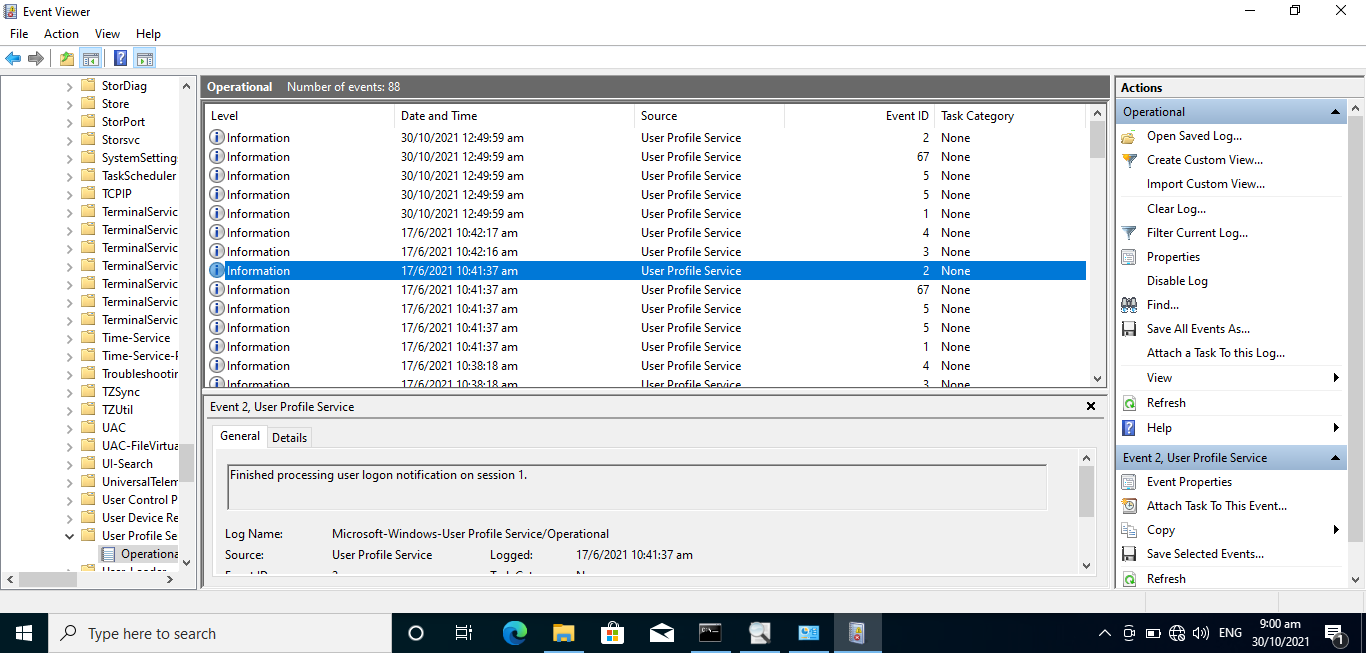 Event Viewer
File Action View Help
StorDiag
Store
StorPort
Storsvc
SystemSetting
TaskScheduler
TCPIP
TerminalServic
TerminalServic
TerminalServic
TerminalServic
TerminalServic
TerminalServic
TerminalServic
Time-Service
Time-Service-P
Troubleshootin
TZSync
TZUtil
UAC
UAC-FileVirtua
UI-Search
UniversalTelem
User Control P
User Device Re
User Profile Se
Operationa
User-Loader
Operational Number of events: 88
Level Date and Time Source Event ID Task Category
Information 30/10/2021 12:49:59 am User Profile Service 2 None
Information 30/10/2021 12:49:59 am User Profile Service 67 None
Information 30/10/2021 12:49:59 am User Profile Service 5 None
Information 30/10/2021 12:49:59 am User Profile Service 5 None
Information 30/10/2021 12:49:59 am User Profile Service 1 None
Information 17/6/2021 10:42:17 am User Profile Service 4 None
Information 17/6/2021 10:42:16 am User Profile Service 3 None
Information 17/6/2021 10:41:37 am User Profile Service 2 None
Information 17/6/2021 10:41:37 am User Profile Service 67 None
Information 17/6/2021 10:41:37 am User Profile Service 5 None
Information 17/6/2021 10:41:37 am User Profile Service 5 None
Information 17/6/2021 10:41:37 am User Profile Service 1 None
Information 17/6/2021 10:38:18 am User Profile Service 4 None
Information 17/6/2021 10:38:18 am User Profile Service 3 None
Event 2, User Profile Service
General Details
Finished processing user logon notification on session 1.
Log Name: Microsoft-Windows-User Profile Service/Operational
Source: User Profile Service Logged: 17/6/2021 10:41:37 am
Actions
Operational
Open Saved Log...
Create Custom View...
Import Custom View...
Clear Log...
Filter Current Log...
Properties
Disable Log
Find...
Save All Events As...
Attach a Task To this Log...
View
Refresh
Help
Event 2, User Profile Service
Event Properties
Attach Task To This Event...
Copy
Save Selected Events...
Refresh
Type here to search
ENG
9:00 am
30/10/2021
1